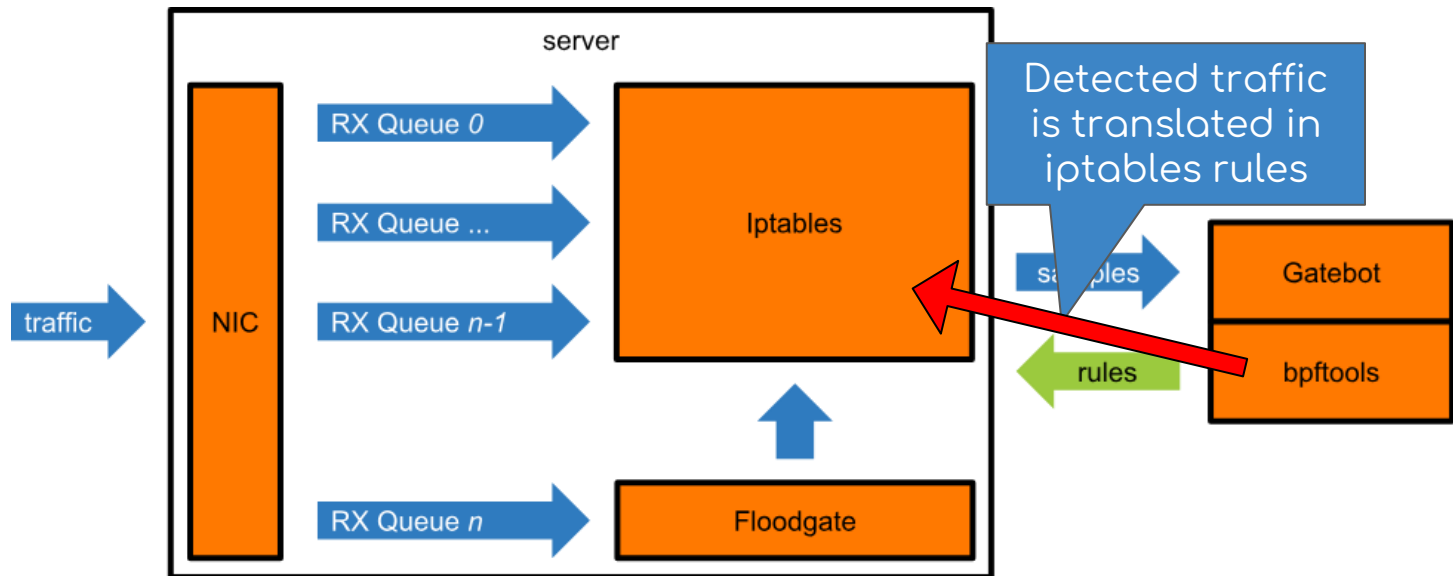 server
Detected traffic
is translated in
iptables rules
RX Queue 0
RX Queue ...
RX Queue n-1
RX Queue n
traffic
NIC
Iptables
Floodgate
samples
rules
Gatebot
bpftools